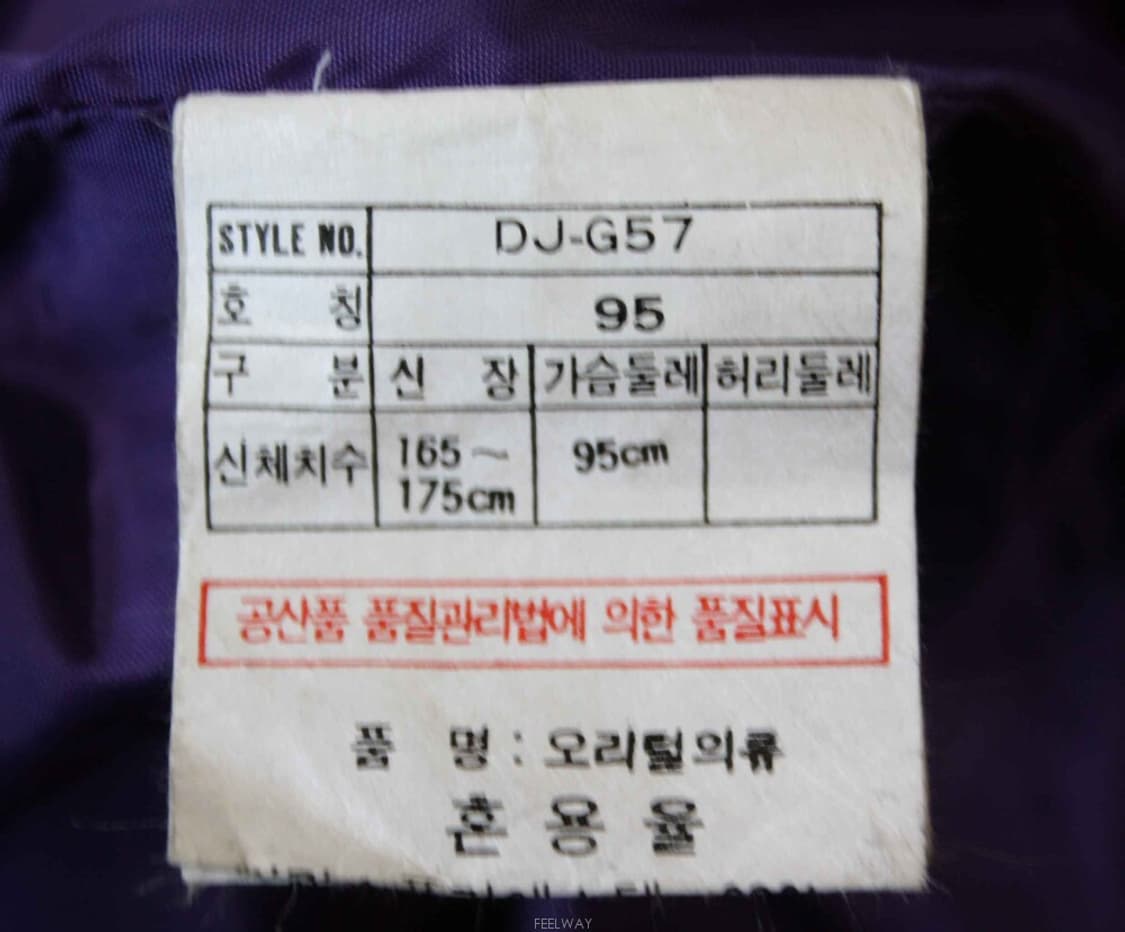 STYLE NO. DJ-G57
호 칭 95
구 분 신 장 가슴둘레 허리둘레
신체치수 165~ 95cm
175cm
공산품 품질관리법에 의한 품질표시
품 명 : 오리털의류
혼 용 율
FEELWAY